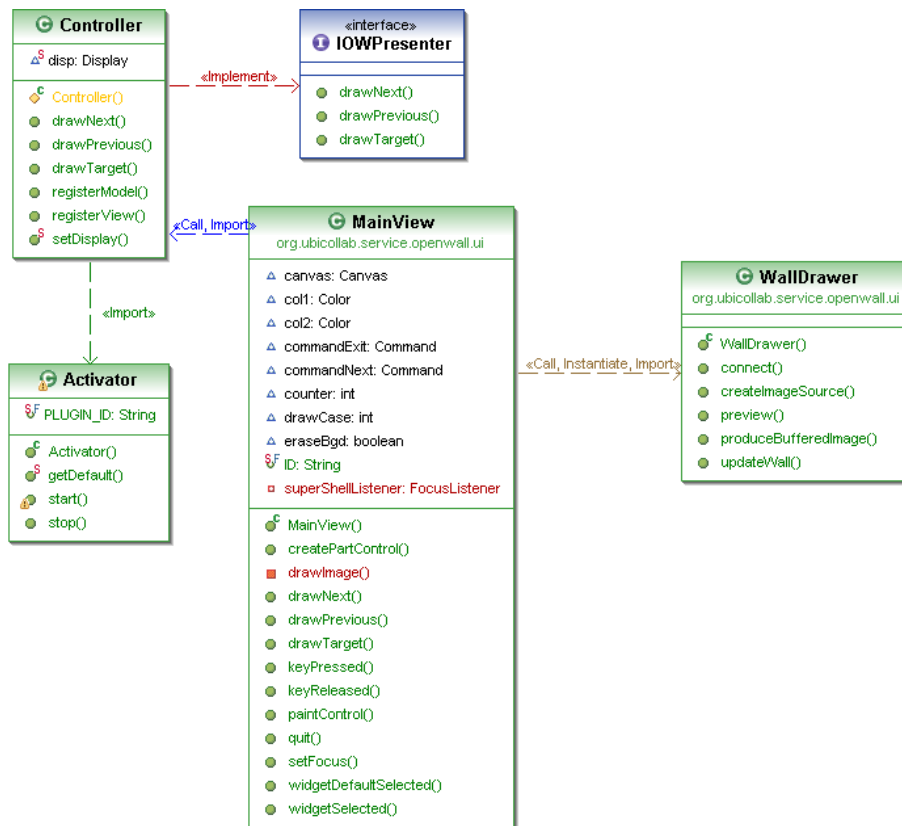 Controller
disp: Display
Controller()
drawNext()
drawPrevious()
drawTarget()
registerModel()
registerView()
setDisplay()
«Implement»
«interface»
IOWPresenter
drawNext()
drawPrevious()
drawTarget()
«Call, Import»
«Import»
Activator
PLUGIN_ID: String
Activator()
getDefault()
start()
stop()
MainView
org.ubicollab.service.openwall.ui
canvas: Canvas
col1: Color
col2: Color
commandExit: Command
commandNext: Command
counter: int
drawCase: int
eraseBgd: boolean
ID: String
superShellListener: FocusListener
MainView()
createPartControl()
drawImage()
drawNext()
drawPrevious()
drawTarget()
keyPressed()
keyReleased()
paintControl()
quit()
setFocus()
widgetDefaultSelected()
widgetSelected()
«Call, Instantiate, Import»
WallDrawer
org.ubicollab.service.openwall.ui
WallDrawer()
connect()
createImageSource()
preview()
produceBufferedImage()
updateWall()